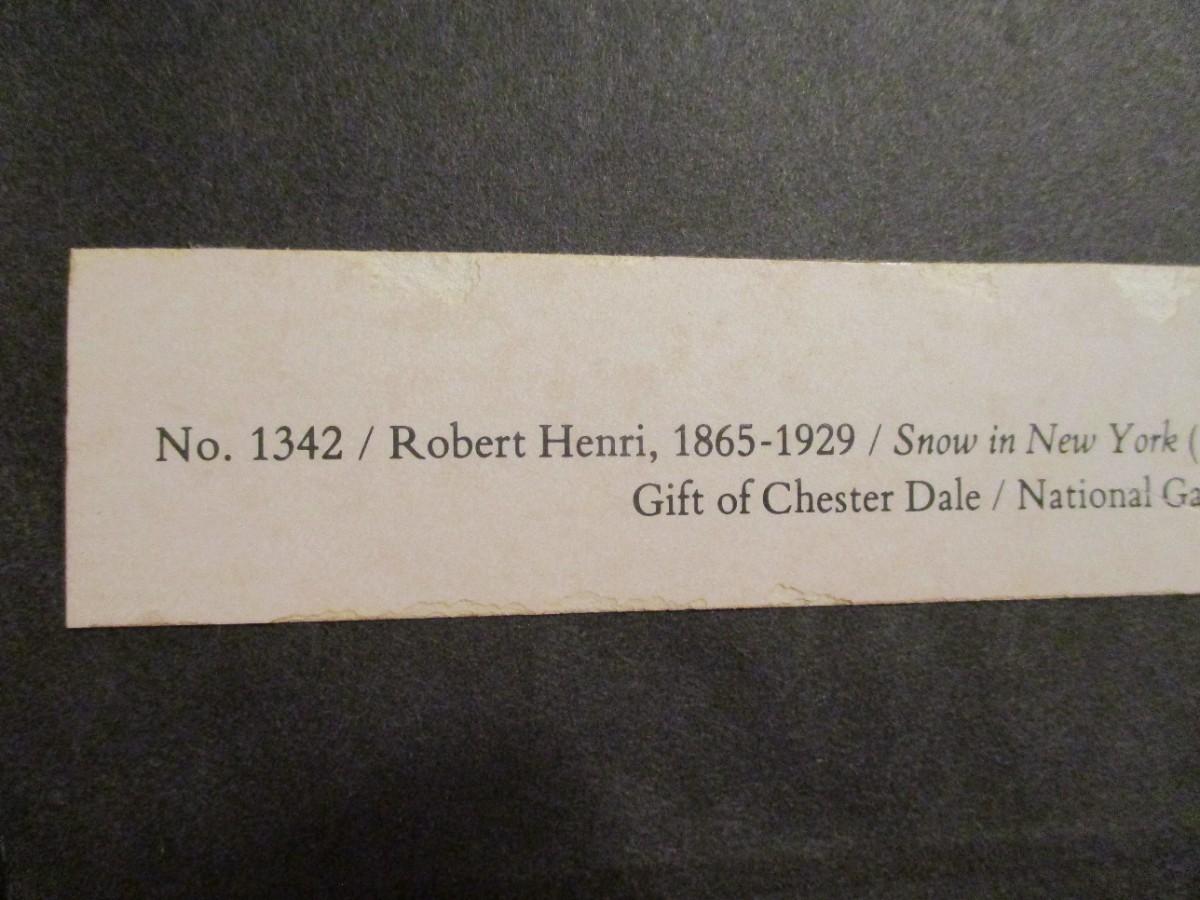 No. 1342 / Robert Henri, 1865-1929 / Snow in New York (
Gift of Chester Dale / National Ga